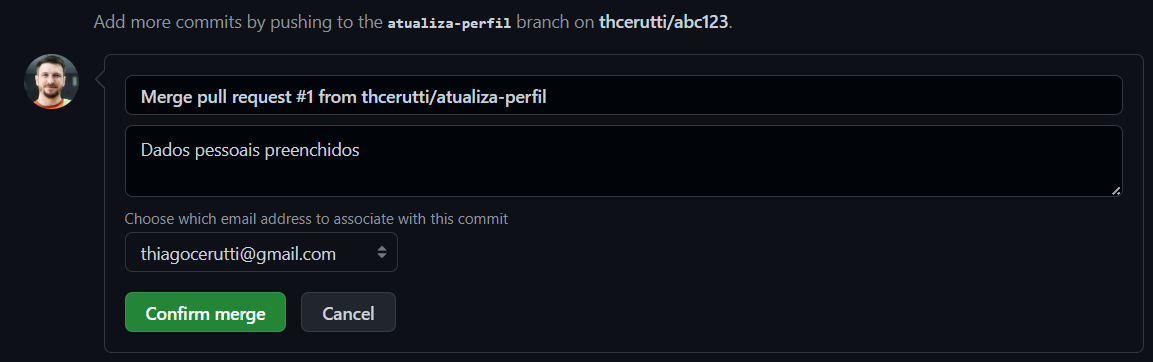 Add more commits by pushing to the atualiza-perfil branch on thcerutti/abc123.
Merge pull request #1 from thcerutti/atualiza-perfil
Dados pessoais preenchidos
Choose which email address to associate with this commit
thiagocerutti@gmail.com
Confirm merge
Cancel